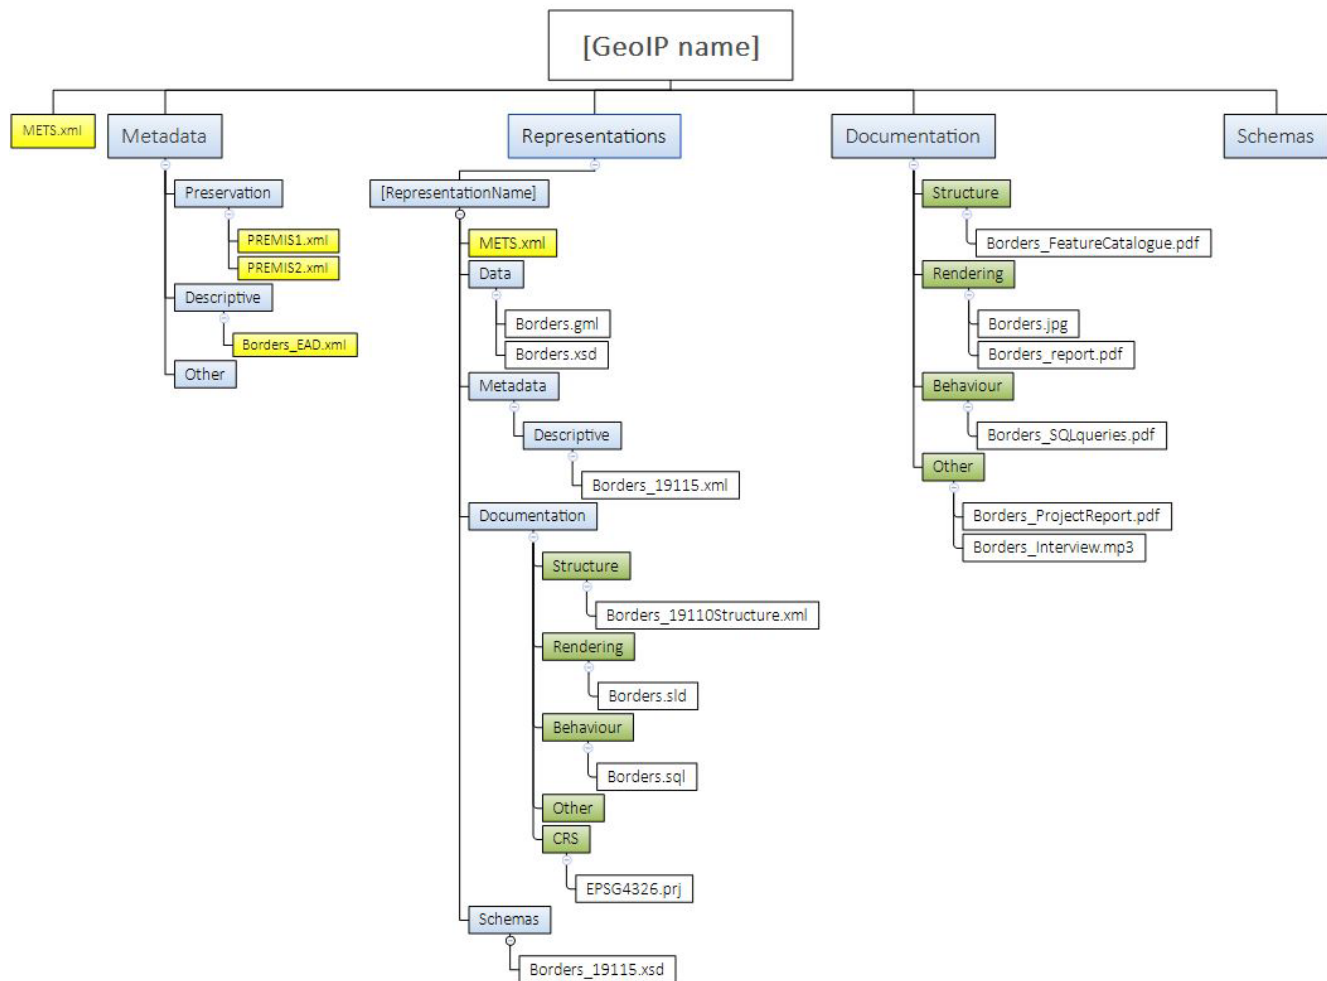 [GeoIP name]
METS.xml
Metadata
Representations
Documentation
Schemas
Preservation
PREMIS1.xml
PREMIS2.xml
Descriptive
Borders_EAD.xml
Other
[RepresentationName]
METS.xml
Data
Borders.gml
Borders.xsd
Metadata
Descriptive
Borders_19115.xml
Documentation
Structure
Borders_19110Structure.xml
Rendering
Borders.sld
Behaviour
Borders.sql
Other
CRS
EPSG4326.prj
Schemas
Borders_19115.xsd
Structure
Borders_FeatureCatalogue.pdf
Rendering
Borders.jpg
Borders_report.pdf
Behaviour
Borders_SQLqueries.pdf
Other
Borders_ProjectReport.pdf
Borders_Interview.mp3